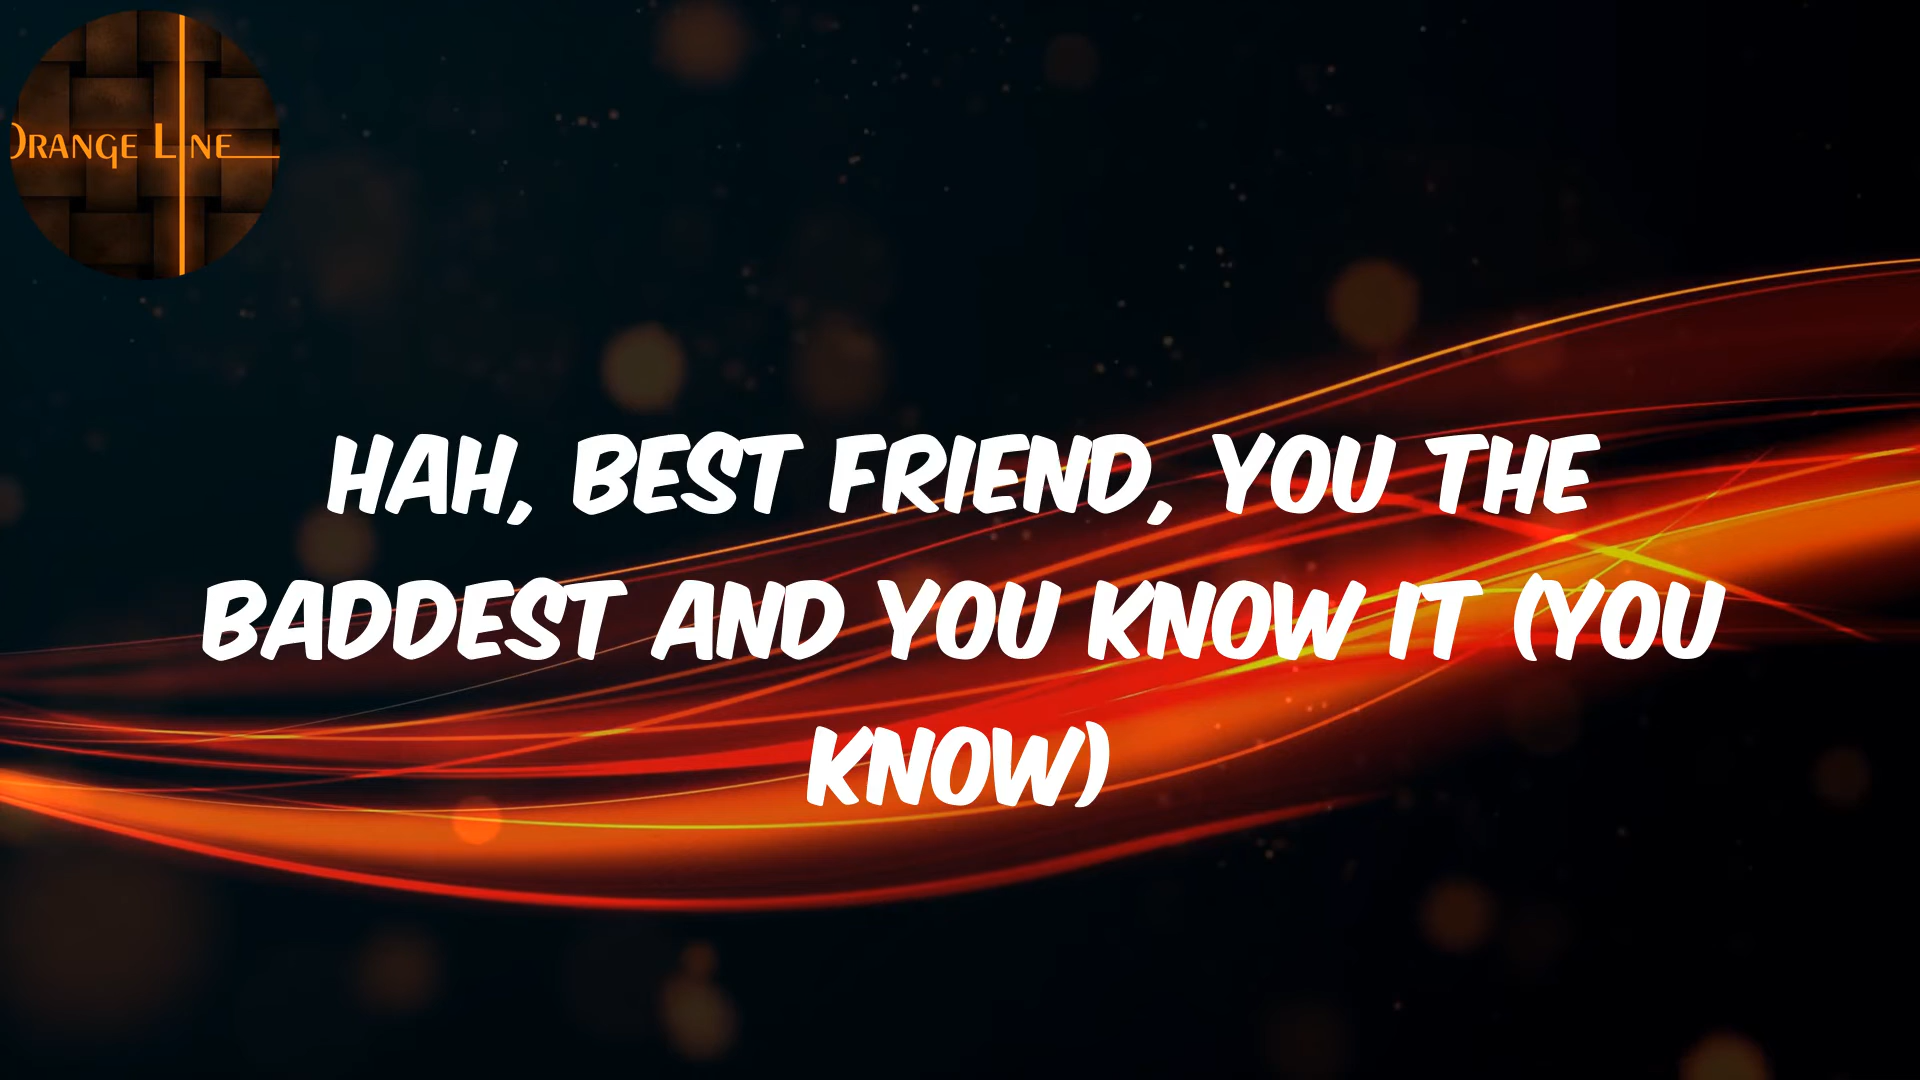 ORANGE LINE
HAH, BEST FRIEND, YOU THE
BADDEST AND YOU KNOW IT (YOU
KNOW)